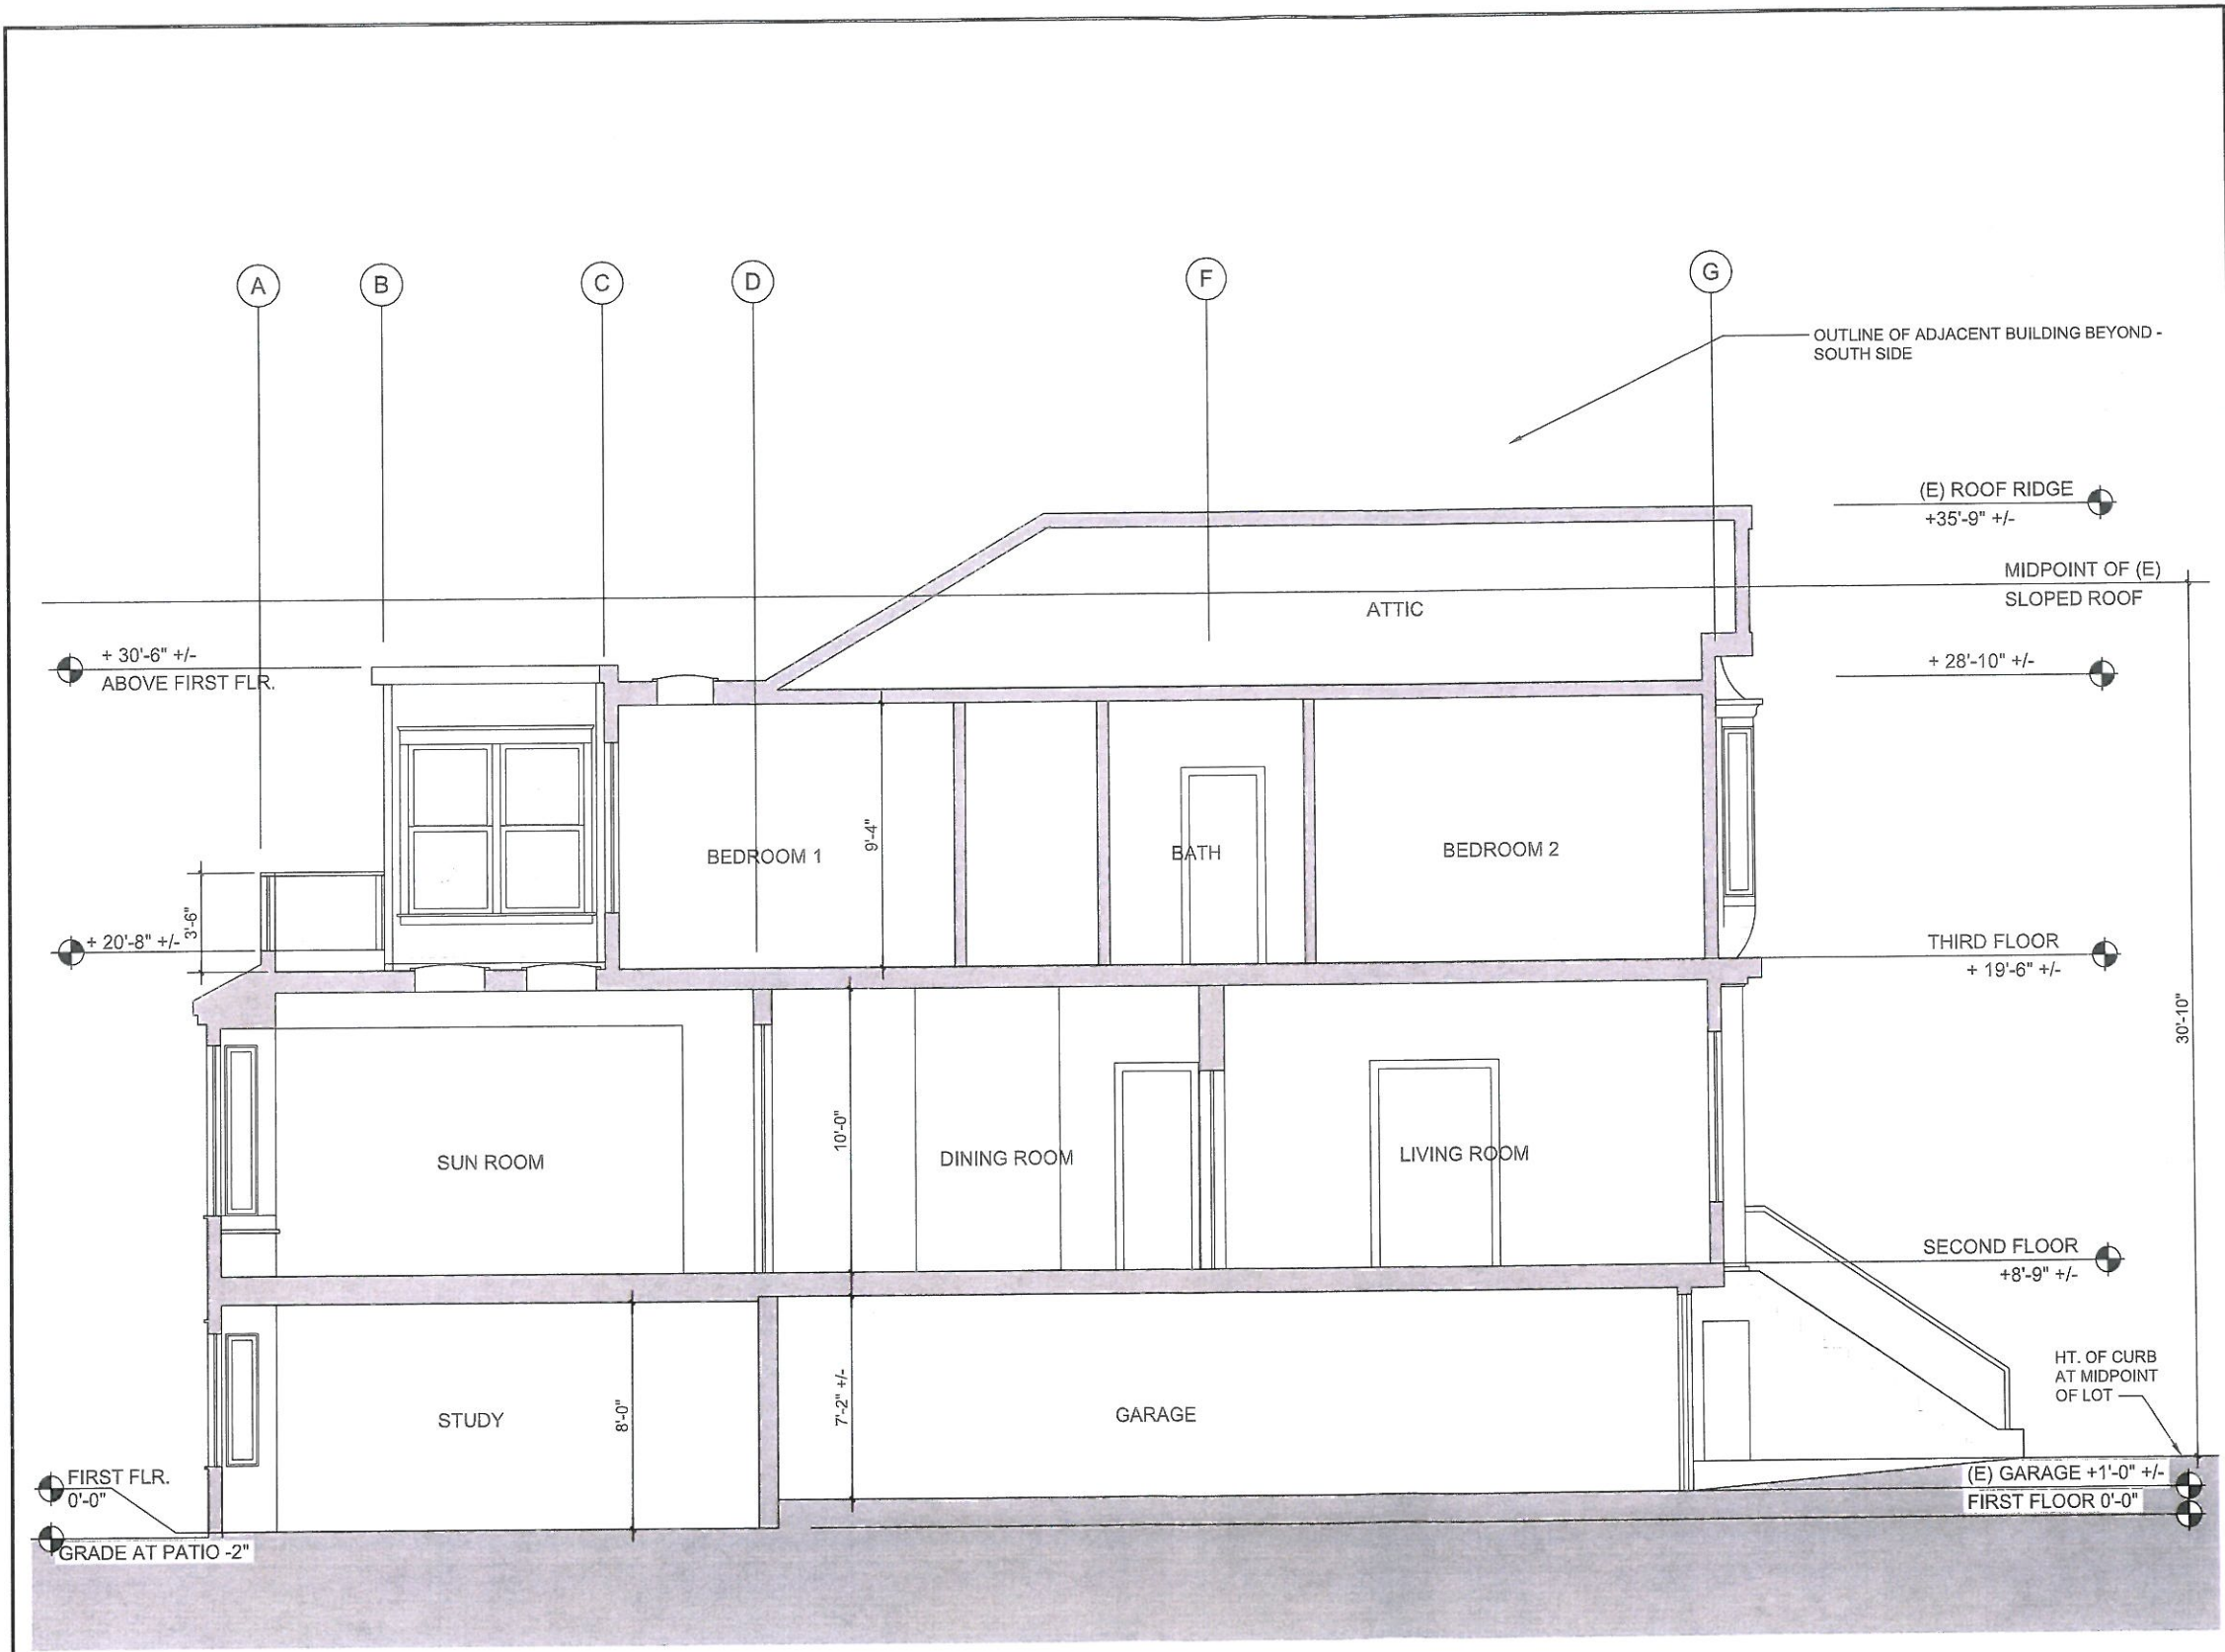 A
B
C
D
F
G
OUTLINE OF ADJACENT BUILDING BEYOND -
SOUTH SIDE
(E) ROOF RIDGE
+35'-9" +/-
MIDPOINT OF (E)
SLOPED ROOF
ATTIC
+ 30'-6" +/-
ABOVE FIRST FLR.
+ 28'-10" +/-
BEDROOM 1
9'-4"
BATH
BEDROOM 2
3'-6"
+ 20'-8" +/-
THIRD FLOOR
+ 19'-6" +/-
30'-10"
SUN ROOM
10'-0"
DINING ROOM
LIVING ROOM
SECOND FLOOR
+8'-9" +/-
HT. OF CURB
AT MIDPOINT
OF LOT
STUDY
8'-0"
7'-2" +/-
GARAGE
FIRST FLR.
0'-0"
(E) GARAGE +1'-0" +/-
FIRST FLOOR 0'-0"
GRADE AT PATIO -2"